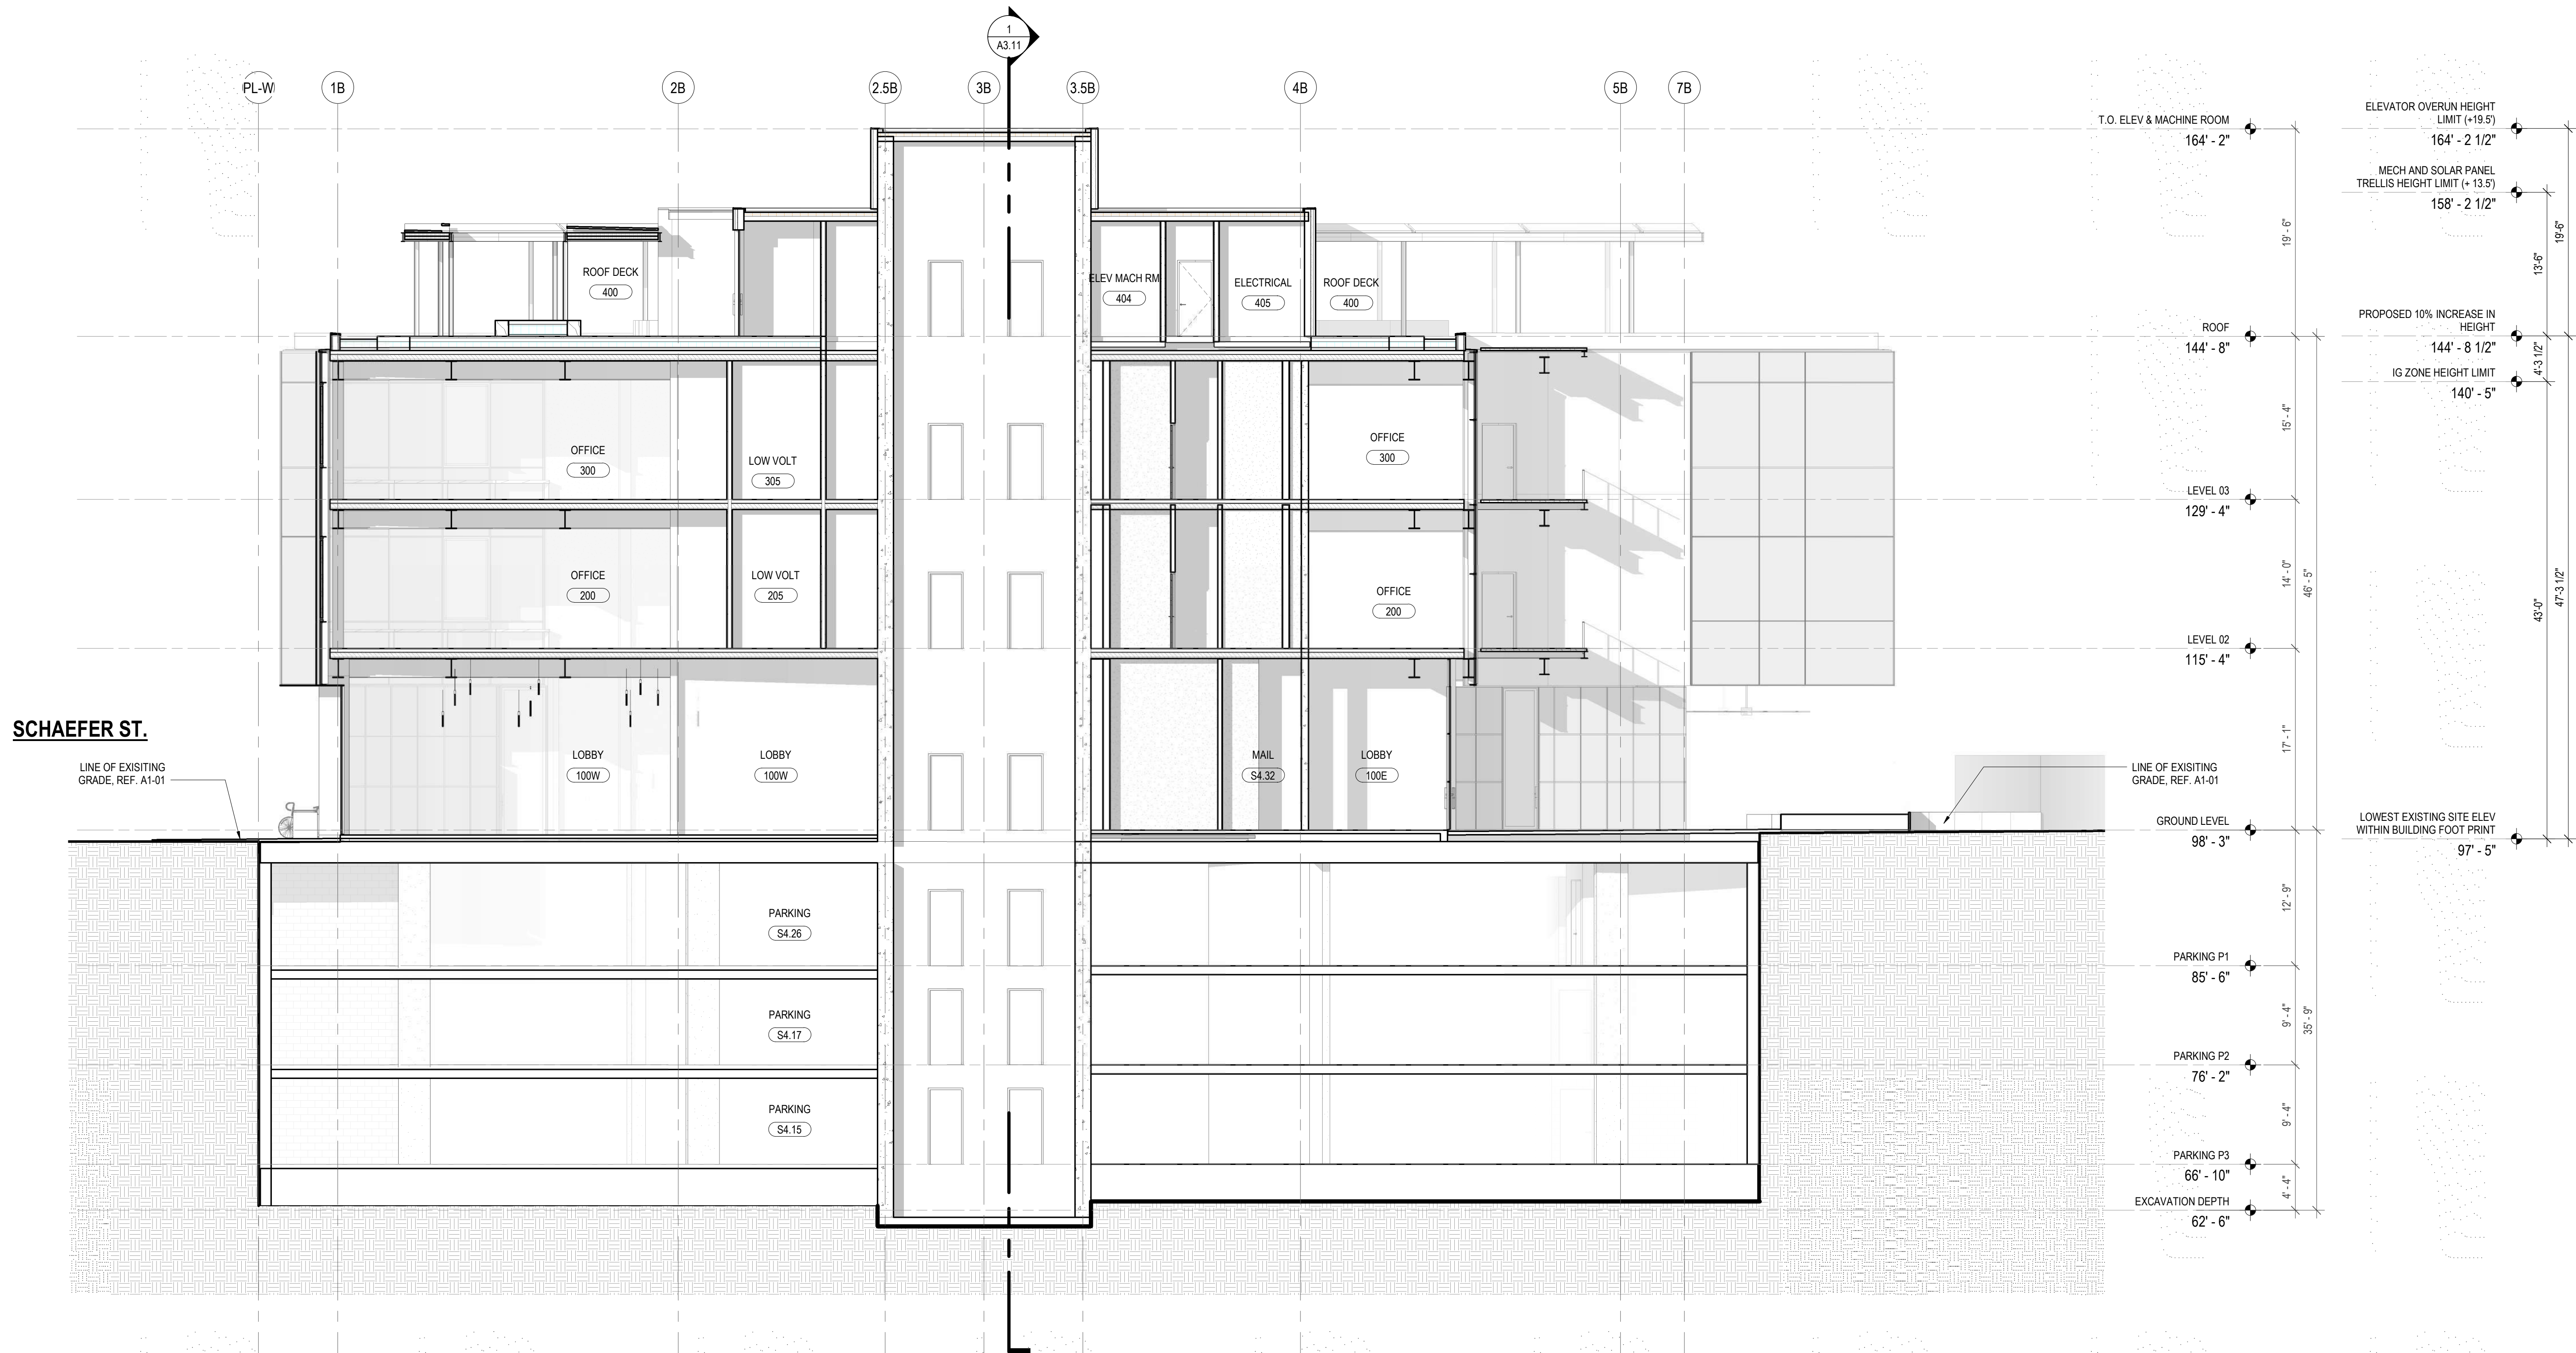 1
A3.11
PL-W
1B
2B
2.5B
3B
3.5B
4B
5B
7B
T.O. ELEV & MACHINE ROOM
164' - 2"
ELEVATOR OVERUN HEIGHT
LIMIT (+19.5')
164' - 2 1/2"
MECH AND SOLAR PANEL
TRELLIS HEIGHT LIMIT (+ 13.5')
158' - 2 1/2"
19' - 6"
13'-6"
19'-6"
ROOF DECK
400
ELEV MACH RM
404
ELECTRICAL
405
ROOF DECK
400
ROOF
144' - 8"
PROPOSED 10% INCREASE IN
HEIGHT
144' - 8 1/2"
4'-3 1/2"
IG ZONE HEIGHT LIMIT
140' - 5"
15' - 4"
OFFICE
300
LOW VOLT
305
OFFICE
300
LEVEL 03
129' - 4"
OFFICE
200
LOW VOLT
205
OFFICE
200
14' - 0"
46' - 5"
43'-0"
47'-3 1/2"
LEVEL 02
115' - 4"
SCHAEFER ST.
LINE OF EXISITING
GRADE, REF. A1-01
LOBBY
100W
LOBBY
100W
MAIL
S4.32
LOBBY
100E
17' - 1"
LINE OF EXISITING
GRADE, REF. A1-01
GROUND LEVEL
98' - 3"
LOWEST EXISTING SITE ELEV
WITHIN BUILDING FOOT PRINT
97' - 5"
PARKING
S4.26
12' - 9"
PARKING P1
85' - 6"
PARKING
S4.17
9' - 4"
35' - 9"
PARKING P2
76' - 2"
PARKING
S4.15
9' - 4"
PARKING P3
66' - 10"
4' - 4"
EXCAVATION DEPTH
62' - 6"